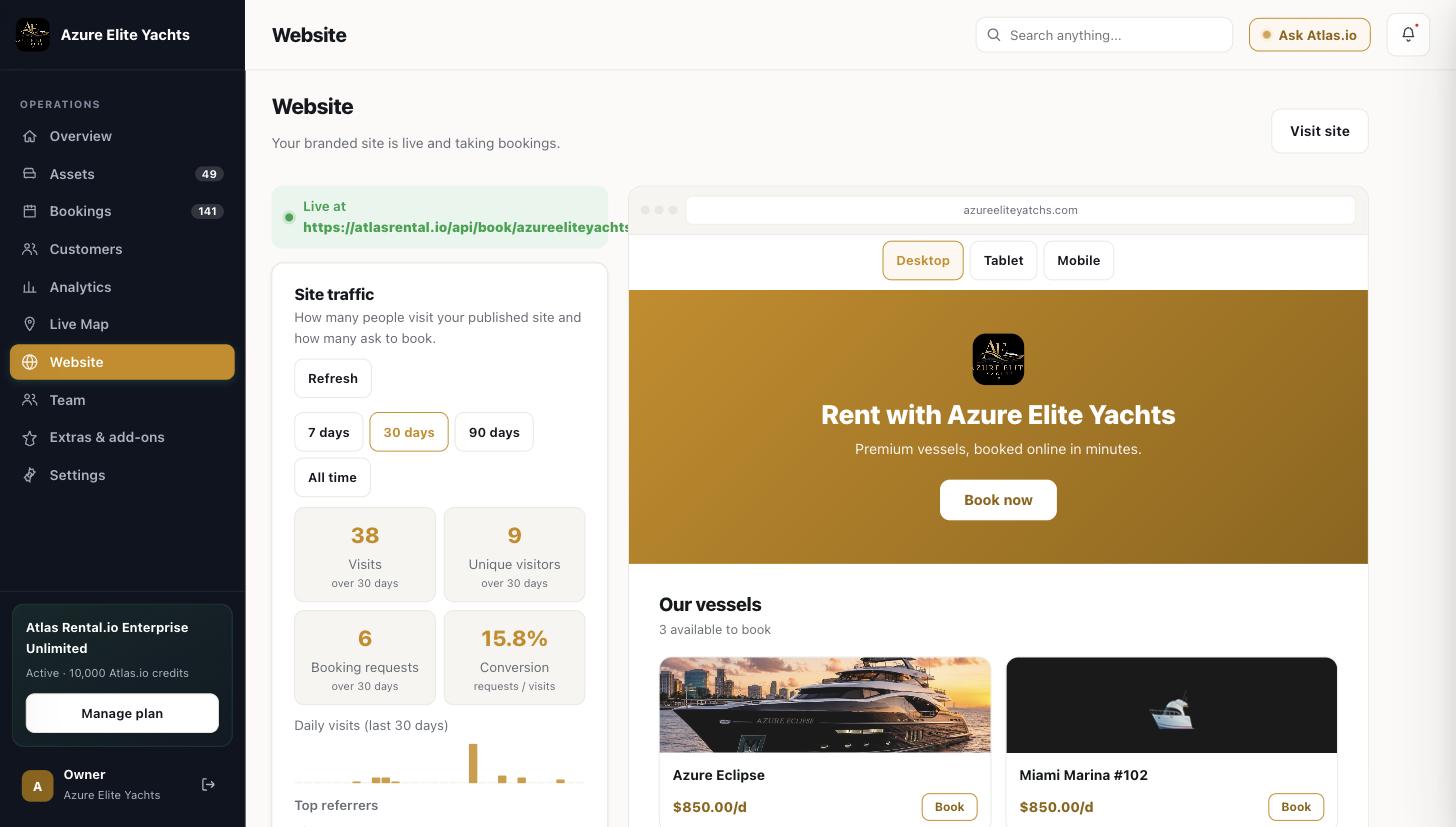 Azure Elite Yachts
Website
Search anything...
Ask Atlas.io
OPERATIONS
Overview
Assets
49
Bookings
141
Customers
Analytics
Live Map
Website
Team
Extras & add-ons
Settings
Atlas Rental.io Enterprise
Unlimited
Active · 10,000 Atlas.io credits
Manage plan
A
Owner
Azure Elite Yachts
Website
Your branded site is live and taking bookings.
Visit site
Live at
https://atlasrental.io/api/book/azureeliteyachts
Site traffic
How many people visit your published site and
how many ask to book.
Refresh
7 days
30 days
90 days
All time
38
Visits
over 30 days
9
Unique visitors
over 30 days
6
Booking requests
over 30 days
15.8%
Conversion
requests / visits
Daily visits (last 30 days)
Top referrers
azureeliteyatchs.com
Desktop
Tablet
Mobile
Rent with Azure Elite Yachts
Premium vessels, booked online in minutes.
Book now
Our vessels
3 available to book
AZURE ECLIPSE
Azure Eclipse
$850.00/d
Book
Miami Marina #102
$850.00/d
Book